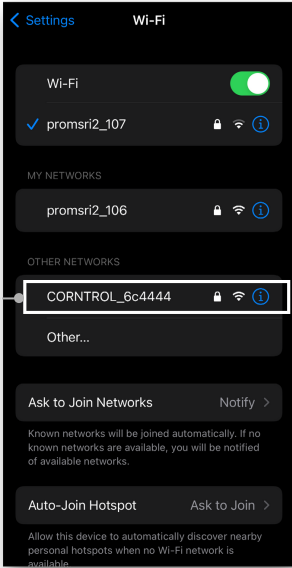 Settings
Wi-Fi
Wi-Fi
promsri2_107
MY NETWORKS
promsri2_106
OTHER NETWORKS
CORNTROL_6c4444
Other...
Ask to Join Networks Notify
Known networks will be joined automatically. If no
known networks are available, you will be notified
of available networks.
Auto-Join Hotspot Ask to Join
Allow this device to automatically discover nearby
personal hotspots when no Wi-Fi network is
available